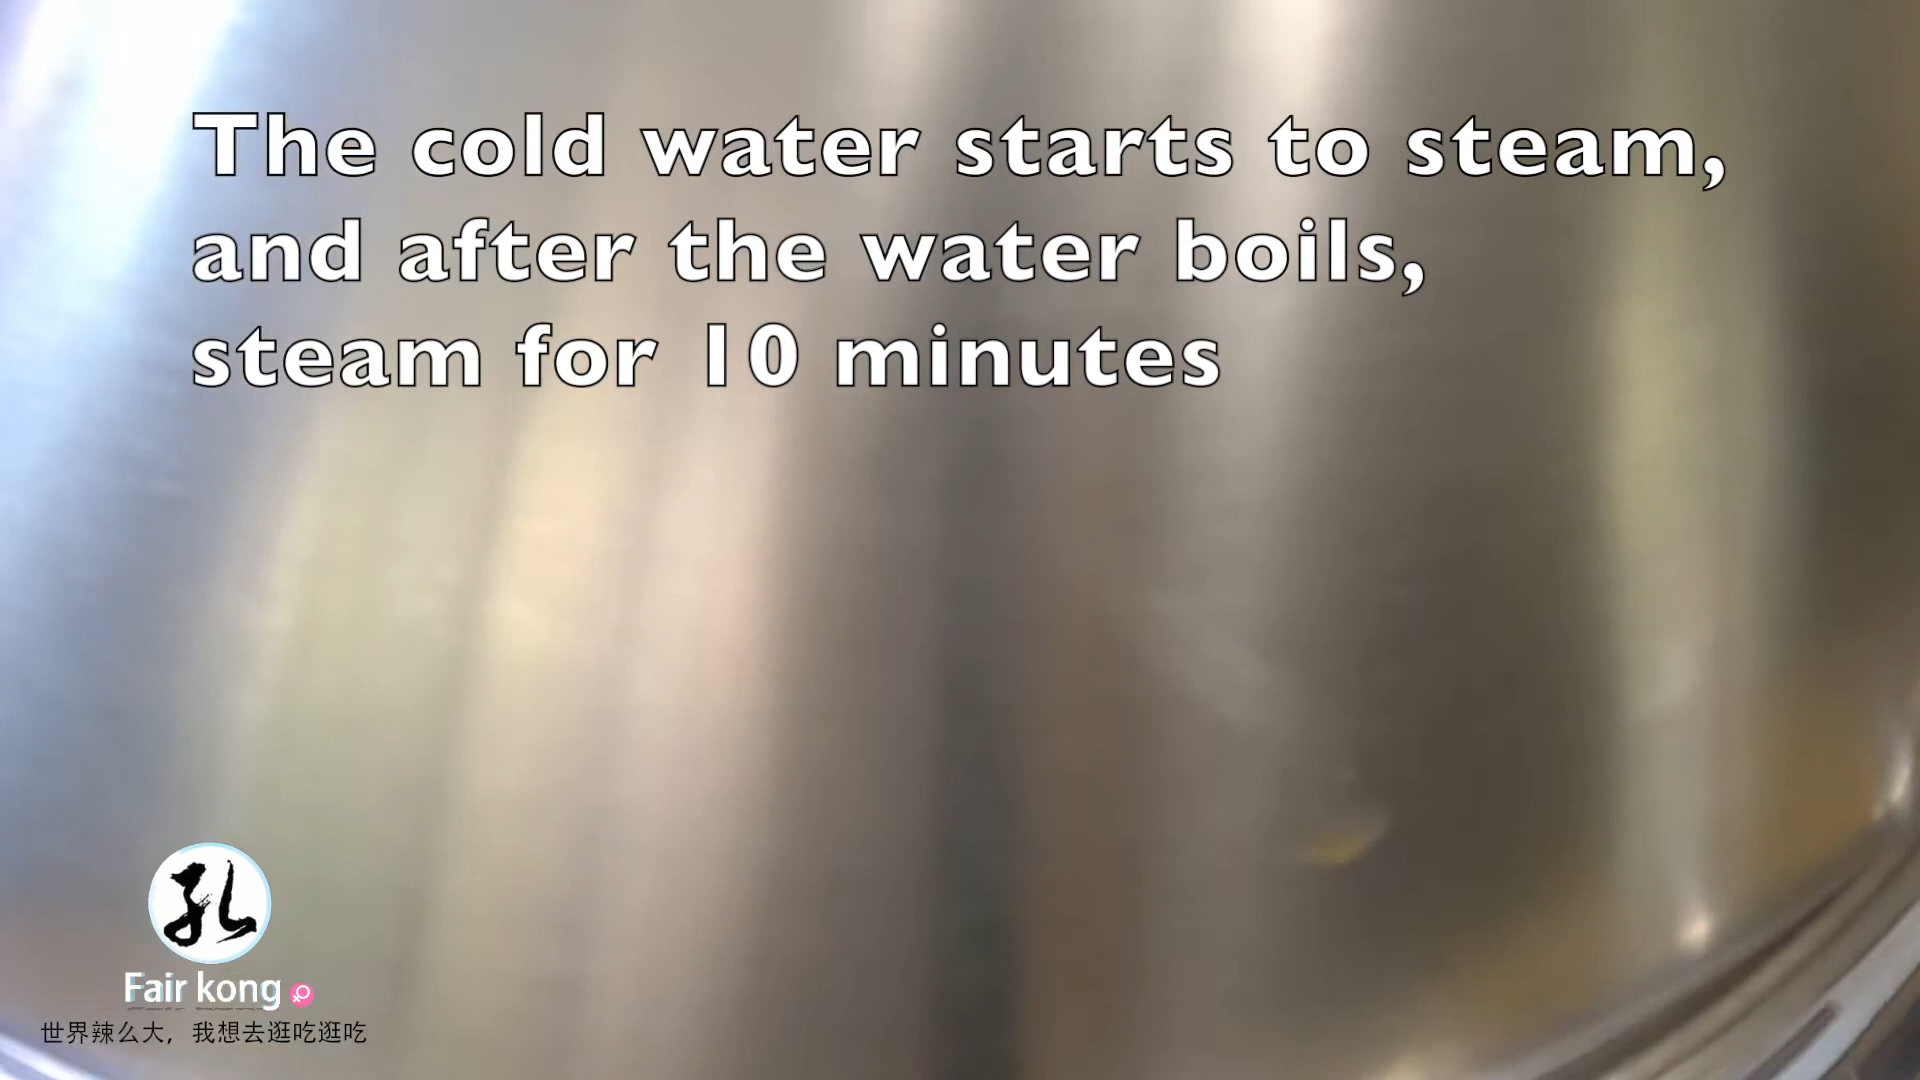 The cold water starts to steam,
and after the water boils,
steam for 10 minutes
孔
Fair kong
世界辣么大，我想去逛吃逛吃